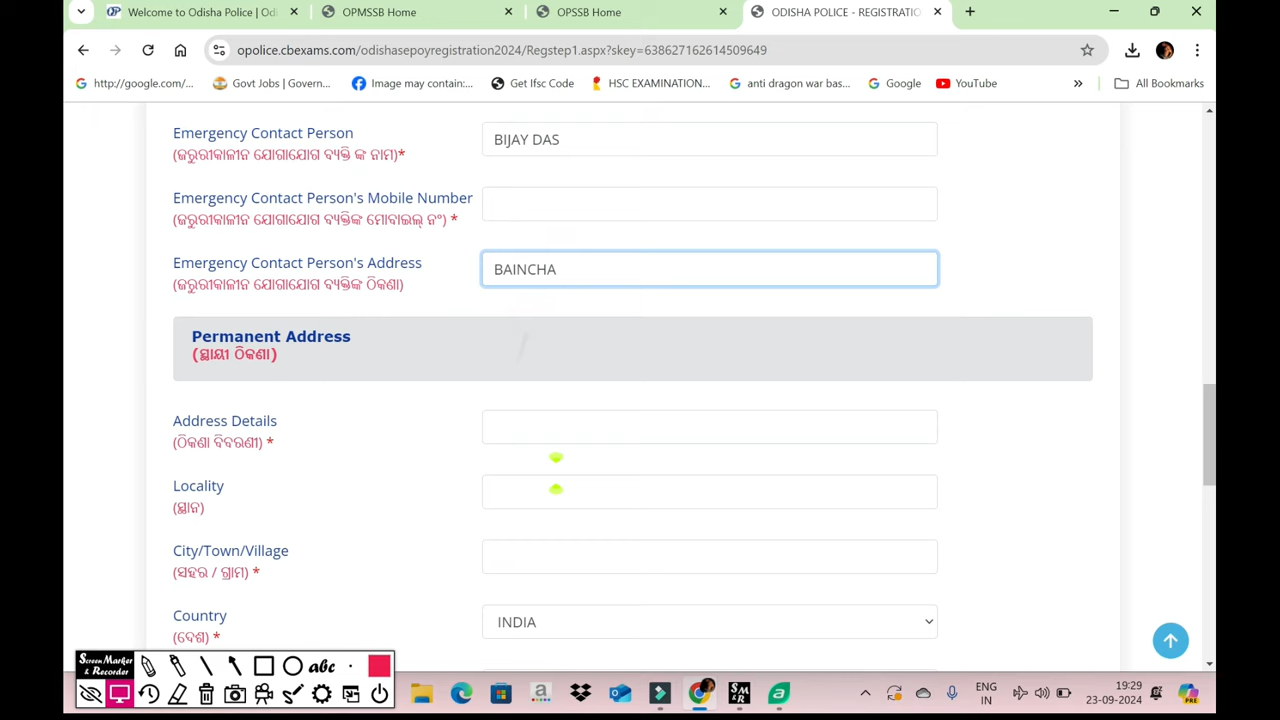 Welcome to Odisha Police | Odi
OPMSSB Home
OPSSB Home
ODISHA POLICE - REGISTRATIO
opolice.cbexams.com/odishasepoyregistration2024/Regstep1.aspx?skey=638627162614509649
http://google.com/...
Govt Jobs | Govern...
Image may contain:...
Get Ifsc Code
HSC EXAMINATION...
anti dragon war bas...
Google
YouTube
»
All Bookmarks
Emergency Contact Person
(ଜରୁରୀକାଳୀନ ଯୋଗାଯୋଗ ବ୍ୟକ୍ତି ଙ୍କ ନାମ)*
BIJAY DAS
Emergency Contact Person's Mobile Number
(ଜରୁରୀକାଳୀନ ଯୋଗାଯୋଗ ବ୍ୟକ୍ତିଙ୍କ ମୋବାଇଲ୍ ନଂ) *
Emergency Contact Person's Address
(ଜରୁରୀକାଳୀନ ଯୋଗାଯୋଗ ବ୍ୟକ୍ତିଙ୍କ ଠିକଣା)
BAINCHA
Permanent Address
(ସ୍ଥାୟୀ ଠିକଣା)
Address Details
(ଠିକଣା ବିବରଣୀ) *
Locality
(ସ୍ଥାନ)
City/Town/Village
(ସହର / ଗ୍ରାମ) *
Country
(ଦେଶ) *
INDIA
Screen Marker
& Recorder
abc
ENG
IN
19:29
23-09-2024
PRE